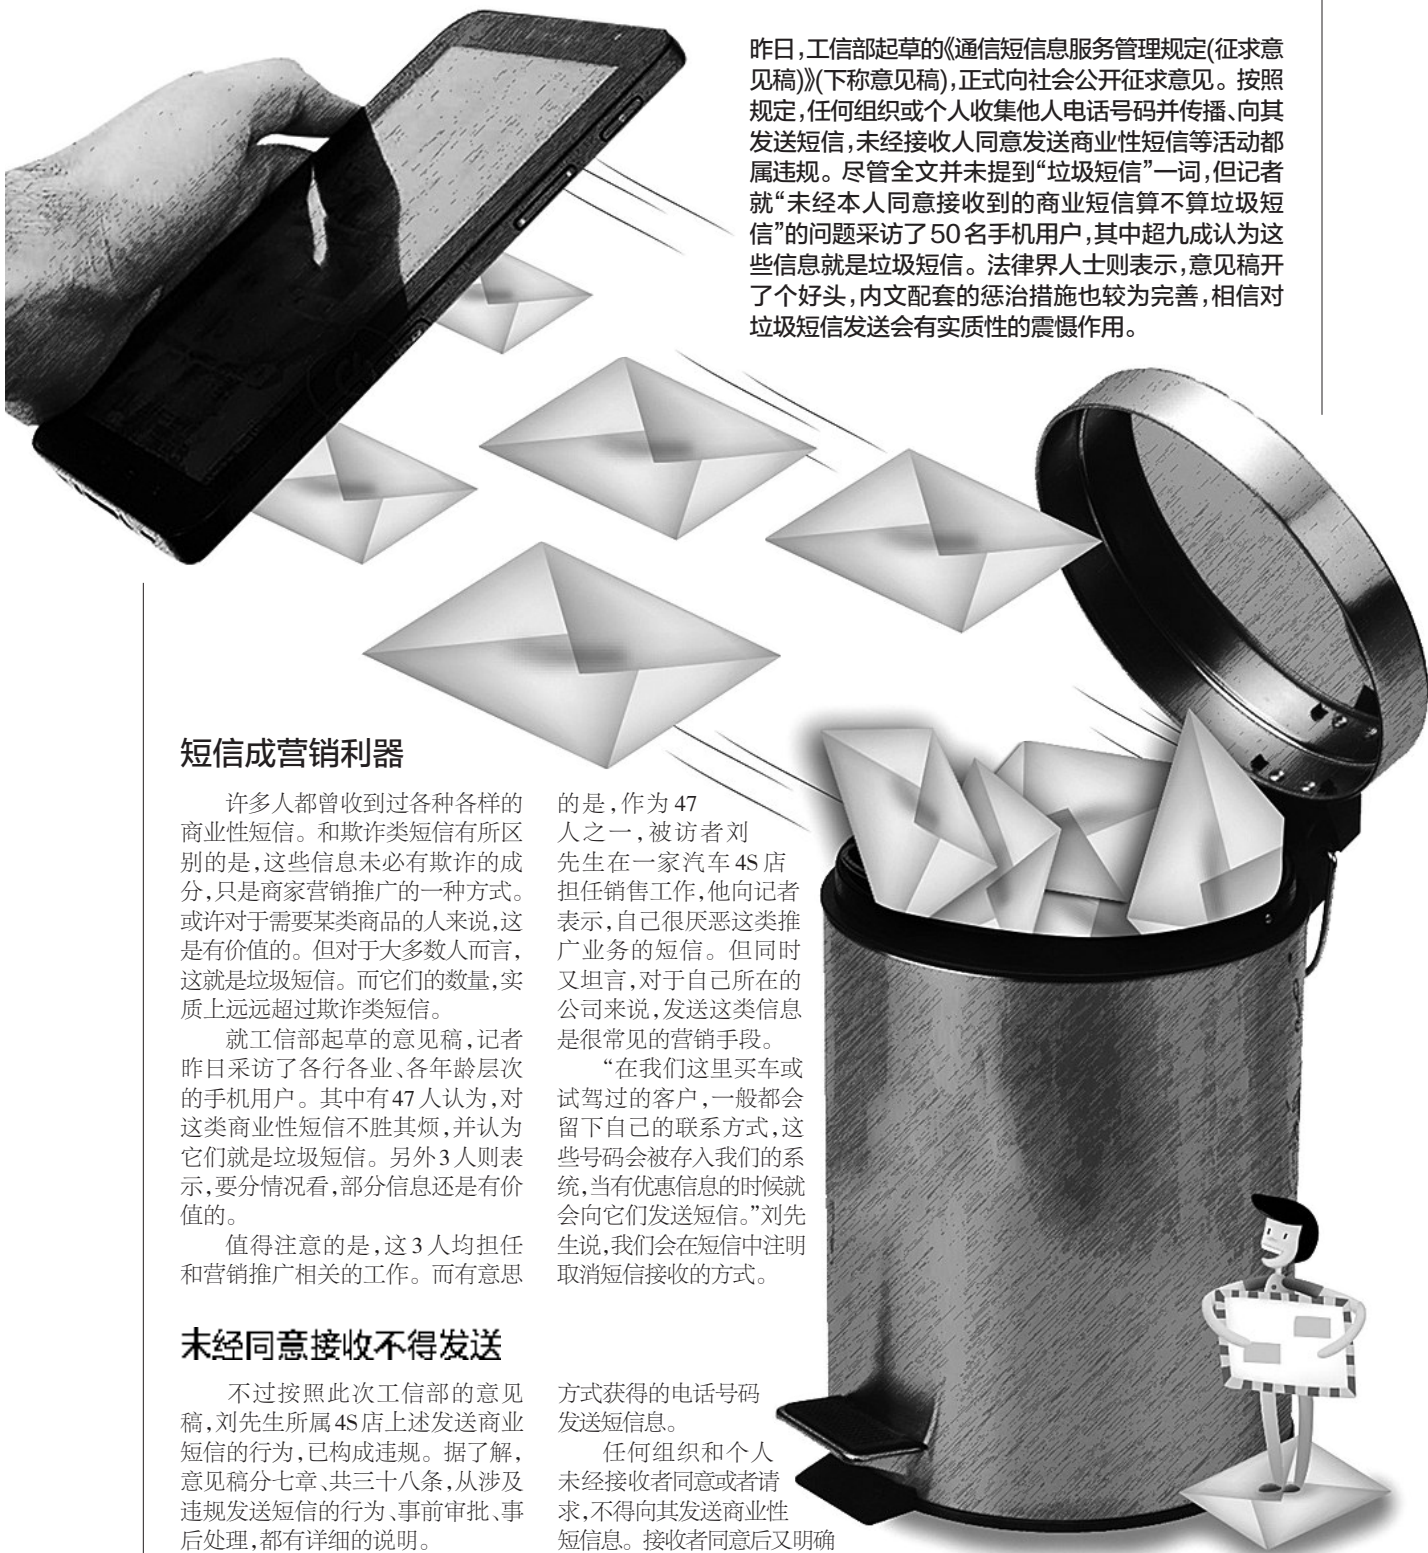 昨日，工信部起草的《通信短信息服务管理规定(征求意
见稿)》(下称意见稿)，正式向社会公开征求意见。按照
规定，任何组织或个人收集他人电话号码并传播、向其
发送短信，未经接收人同意发送商业性短信等活动都
属违规。尽管全文并未提到“垃圾短信”一词，但记者
就“未经本人同意接收到的商业短信算不算垃圾短
信”的问题采访了50名手机用户，其中超九成认为这
些信息就是垃圾短信。法律界人士则表示，意见稿开
了个好头，内文配套的惩治措施也较为完善，相信对
垃圾短信发送会有实质性的震慑作用。
短信成营销利器
许多人都曾收到过各种各样的
商业性短信。和欺诈类短信有所区
别的是，这些信息未必有欺诈的成
分，只是商家营销推广的一种方式。
或许对于需要某类商品的人来说，这
是有价值的。但对于大多数人而言，
这就是垃圾短信。而它们的数量，实
质上远远超过欺诈类短信。
就工信部起草的意见稿，记者
昨日采访了各行各业、各年龄层次
的手机用户。其中有47人认为，对
这类商业性短信不胜其烦，并认为
它们就是垃圾短信。另外3人则表
示，要分情况看，部分信息还是有价
值的。
值得注意的是，这3人均担任
和营销推广相关的工作。而有意思
的是，作为47
人之一，被访者刘
先生在一家汽车4S店
担任销售工作，他向记者
表示，自己很厌恶这类推
广业务的短信。但同时
又坦言，对于自己所在的
公司来说，发送这类信息
是很常见的营销手段。
“在我们这里买车或
试驾过的客户，一般都会
留下自己的联系方式，这
些号码会被存入我们的系
统，当有优惠信息的时候就
会向它们发送短信。”刘先
生说，我们会在短信中注明
取消短信接收的方式。
未经同意接收不得发送
不过按照此次工信部的意见
稿，刘先生所属4S店上述发送商业
短信的行为，已构成违规。据了解，
意见稿分七章、共三十八条，从涉及
违规发送短信的行为、事前审批、事
后处理，都有详细的说明。
方式获得的电话号码
发送短信息。
任何组织和个人
未经接收者同意或者请
求，不得向其发送商业性
短信息。接收者同意后又明确